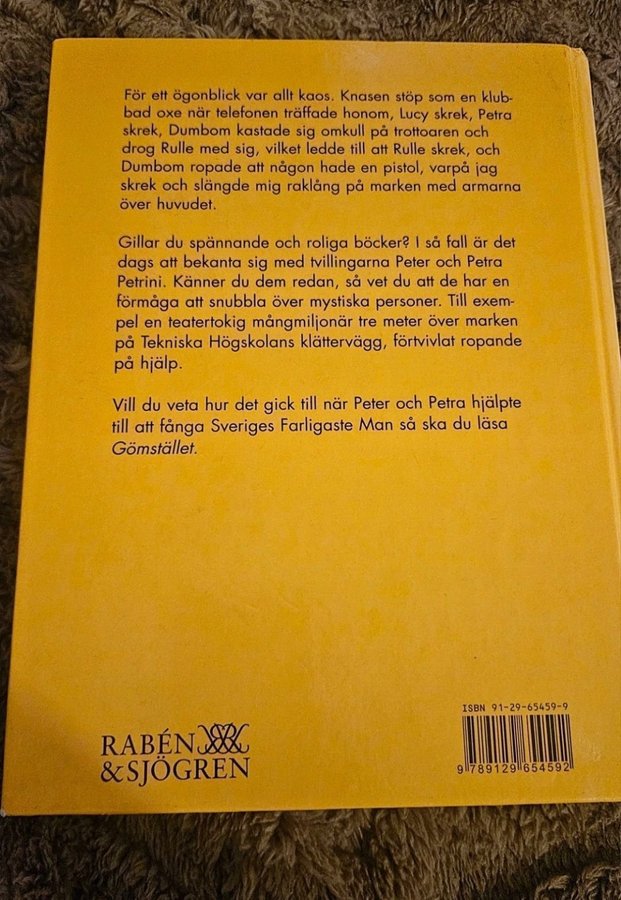 För ett ögonblick var allt kaos. Knasen stöp som en klub-
bad oxe när telefonen träffade honom, Lucy skrek, Petra
skrek, Dumbom kastade sig omkull på trottoaren och
drog Rulle med sig, vilket ledde till att Rulle skrek, och
Dumbom ropade att någon hade en pistol, varpå jag
skrek och slängde mig raklång på marken med armarna
över huvudet.
Gillar du spännande och roliga böcker? I så fall är det
dags att bekanta sig med tvillingarna Peter och Petra
Petrini. Känner du dem redan, så vet du att de har en
förmåga att snubbla över mystiska personer. Till exem-
pel en teatertokig mångmiljonär tre meter över marken
på Tekniska Högskolans klättervägg, förtvivlat ropande
på hjälp.
Vill du veta hur det gick till när Peter och Petra hjälpte
till att fånga Sveriges Farligaste Man så ska du läsa
Gömstället.
RABÉN
&SJÖGREN
ISBN 91-29-65459-9
9 789129 654592